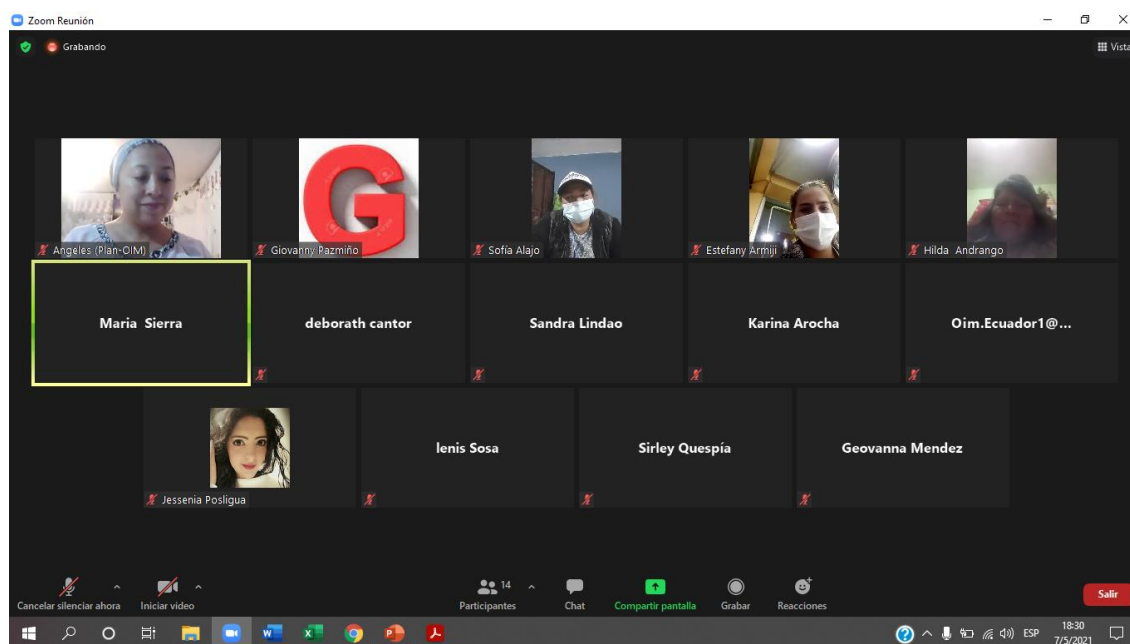 Zoom Reunión
Grabando
Vista
Angeles (Plan-OIM)
G
Giovanny Pazmiño
Sofía Alajo
Estefany Armiji
Hilda Andrango
Maria Sierra
deborath cantor
Sandra Lindao
Karina Arocha
Oim.Ecuador1@...
Jessenia Posligua
lenis Sosa
Sirley Quespía
Geovanna Mendez
Cancelar silenciar ahora
Iniciar video
14
Participantes
Chat
Compartir pantalla
Grabar
Reacciones
Salir
ESP
18:30
7/5/2021